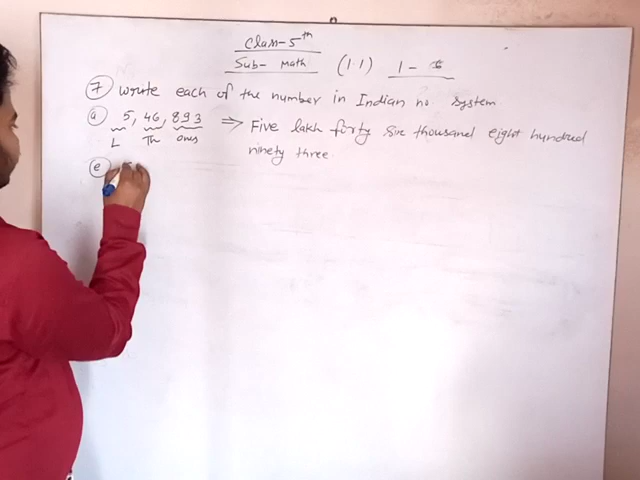 Class-5th
Sub- Math (1.1) 1 - 6
7 Write each of the number in Indian no system
a 5, 46, 893 ⇒ Five lakh forty Six thousand eight hundred
L Th ones ninety three
e